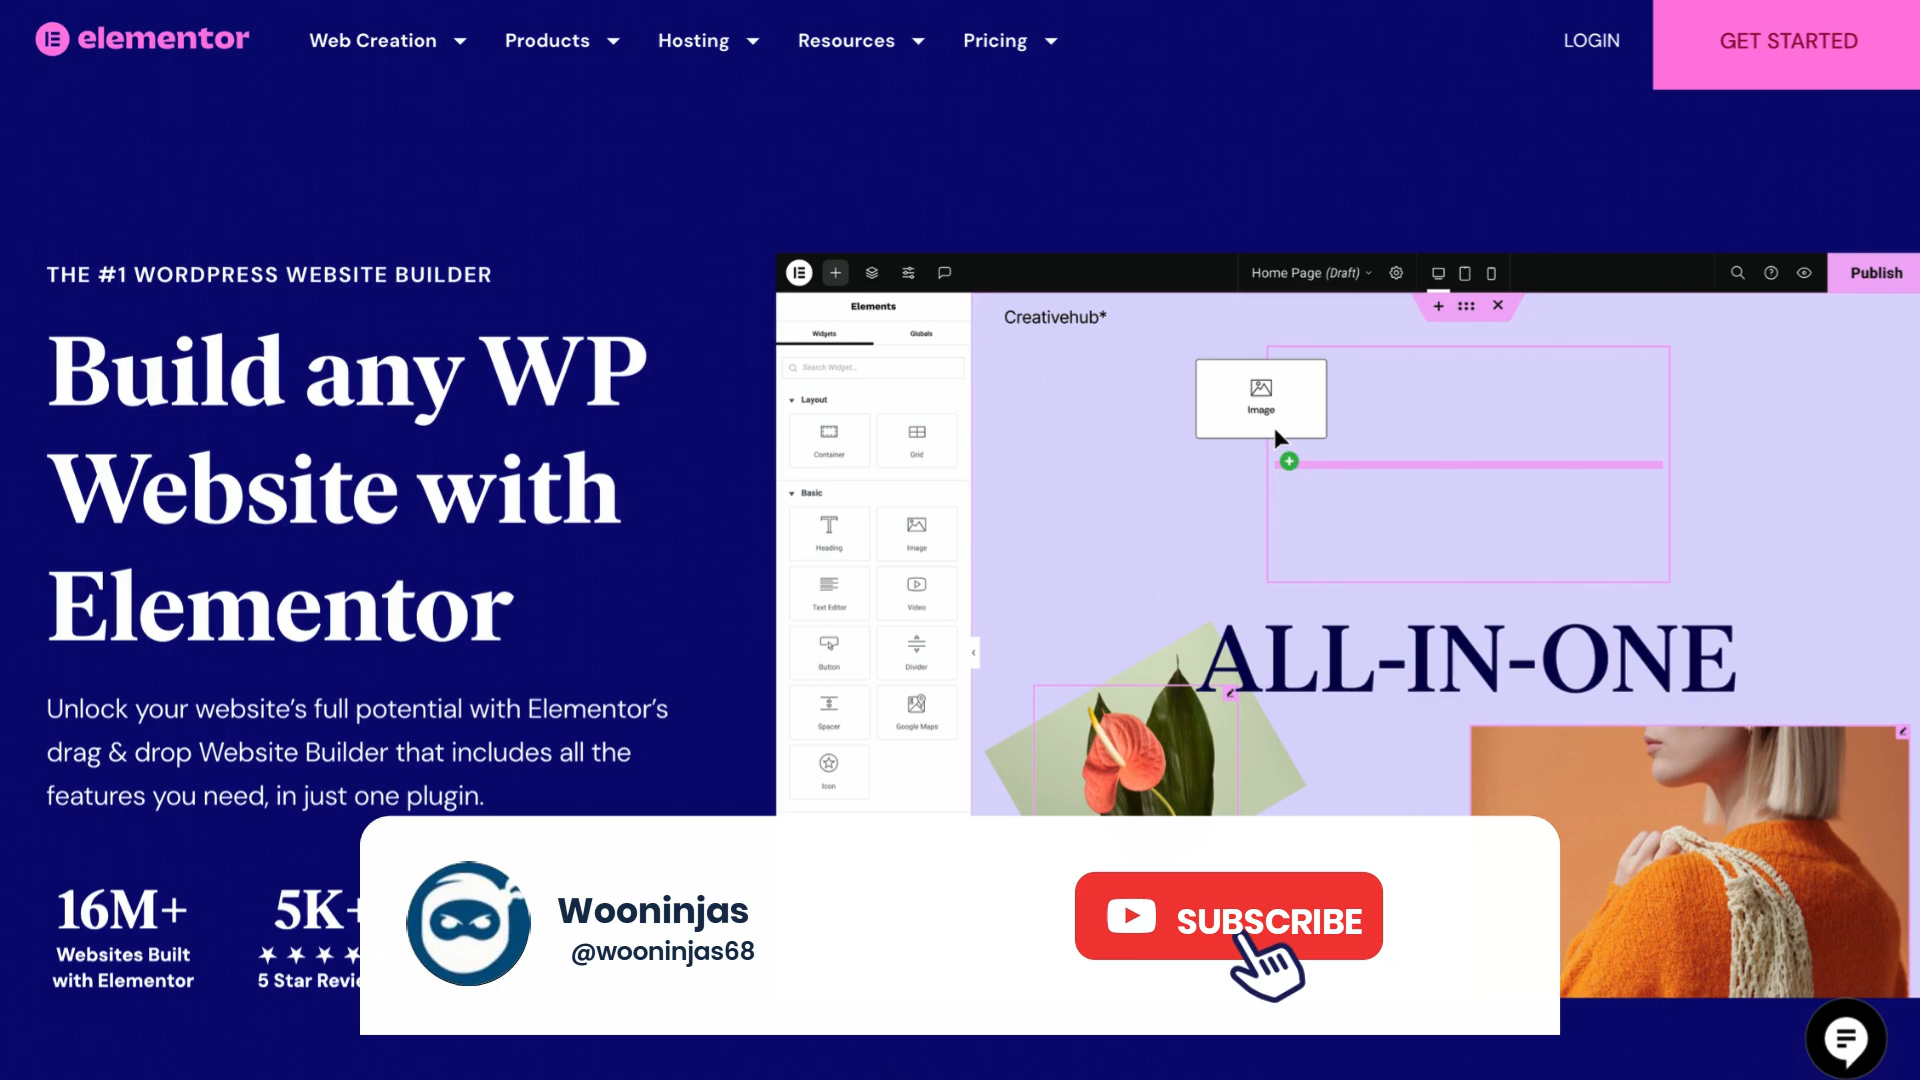 elementor
Web Creation
Products
Hosting
Resources
Pricing
LOGIN
GET STARTED
THE #1 WORDPRESS WEBSITE BUILDER
Build any WP
Website with
Elementor
Unlock your website’s full potential with Elementor’s
drag & drop Website Builder that includes all the
features you need, in just one plugin.
16M+
Websites Built
with Elementor
5K+
5 Star Revie
Home Page (Draft)
Publish
Elements
Widgets
Globals
Search Widget...
Layout
Container
Grid
Basic
Heading
Image
Text Editor
Video
Button
Divider
Spacer
Google Maps
Icon
Creativehub*
Image
ALL-IN-ONE
Wooninjas
@wooninjas68
SUBSCRIBE